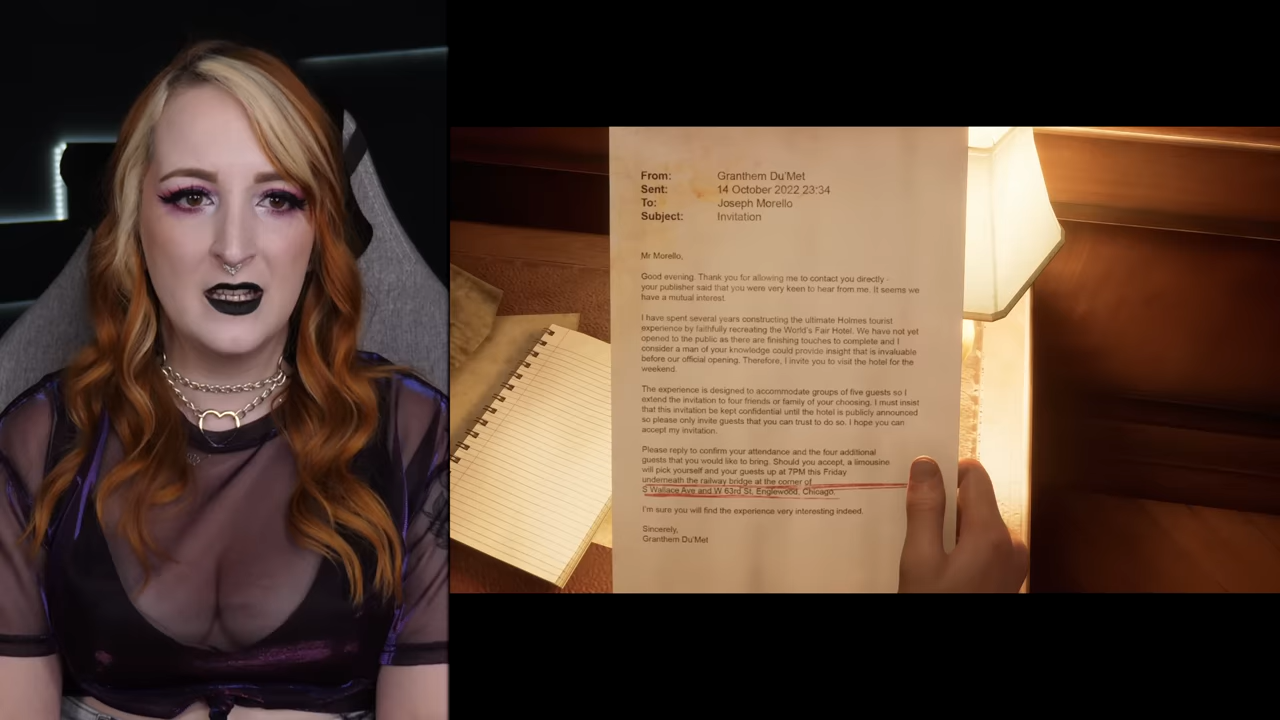 From: Granthem Du'Met
Sent: 14 October 2022 23:34
To: Joseph Morello
Subject: Invitation
Mr Morello,
Good evening. Thank you for allowing me to contact you directly -
your publisher said that you were very keen to hear from me. It seems we
have a mutual interest.
I have spent several years constructing the ultimate Holmes tourist
experience by faithfully recreating the World's Fair Hotel. We have not yet
opened to the public as there are finishing touches to complete and I
consider a man of your knowledge could provide insight that is invaluable
before our official opening. Therefore, I invite you to visit the hotel for the
weekend.
The experience is designed to accommodate groups of five guests so I
extend the invitation to four friends or family of your choosing. I must insist
that this invitation be kept confidential until the hotel is publicly announced
so please only invite guests that you can trust to do so. I hope you can
accept my invitation.
Please reply to confirm your attendance and the four additional
guests that you would like to bring. Should you accept, a limousine
will pick yourself and your guests up at 7PM this Friday
underneath the railway bridge at the corner of
S Wallace Ave and W 63rd St, Englewood, Chicago.
I'm sure you will find the experience very interesting indeed.
Sincerely,
Granthem Du'Met